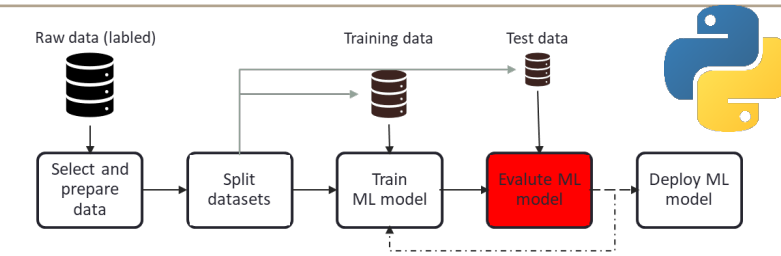 Raw data (labled)
Training data
Test data
Select and
prepare
data
Split
datasets
Train
ML model
Evalute ML
model
Deploy ML
model